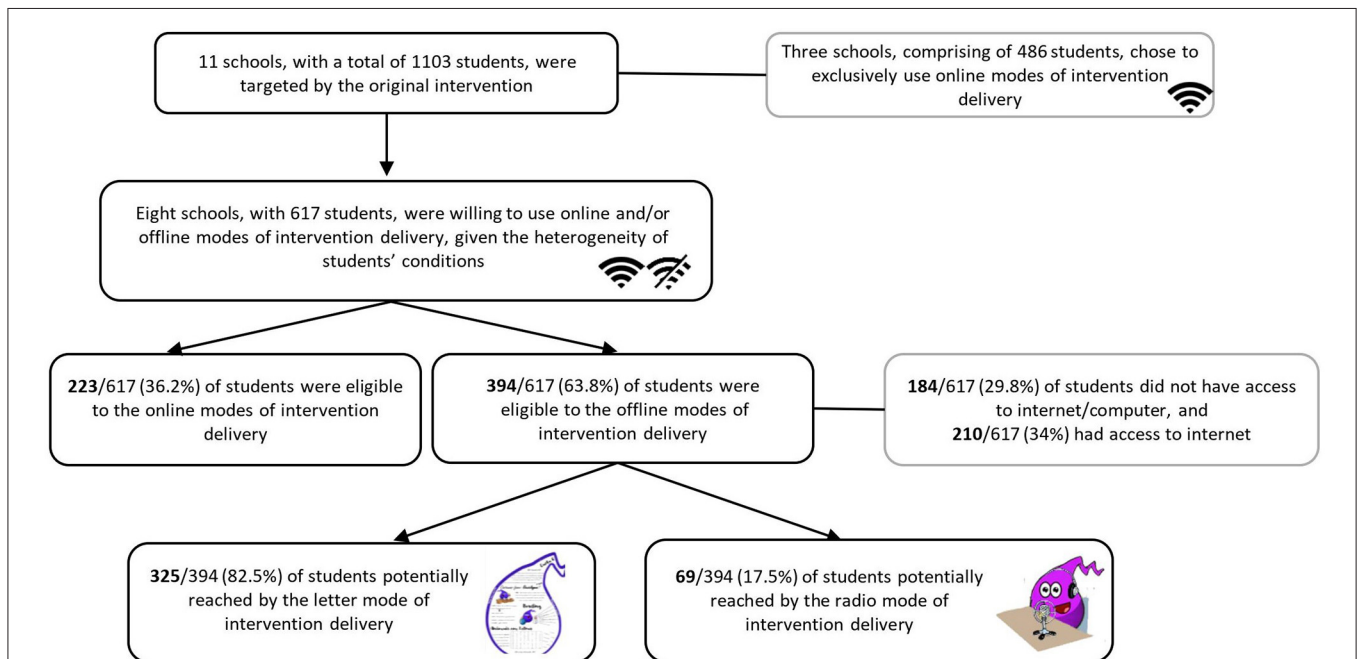 11 schools, with a total of 1103 students, were
targeted by the original intervention
Three schools, comprising of 486 students, chose to
exclusively use online modes of intervention
delivery
Eight schools, with 617 students, were willing to use online and/or
offline modes of intervention delivery, given the heterogeneity of
students’ conditions
223/617 (36.2%) of students were eligible
to the online modes of intervention
delivery
394/617 (63.8%) of students were
eligible to the offline modes of
intervention delivery
184/617 (29.8%) of students did not have access
to internet/computer, and
210/617 (34%) had access to internet
325/394 (82.5%) of students potentially
reached by the letter mode of
intervention delivery
69/394 (17.5%) of students potentially
reached by the radio mode of
intervention delivery